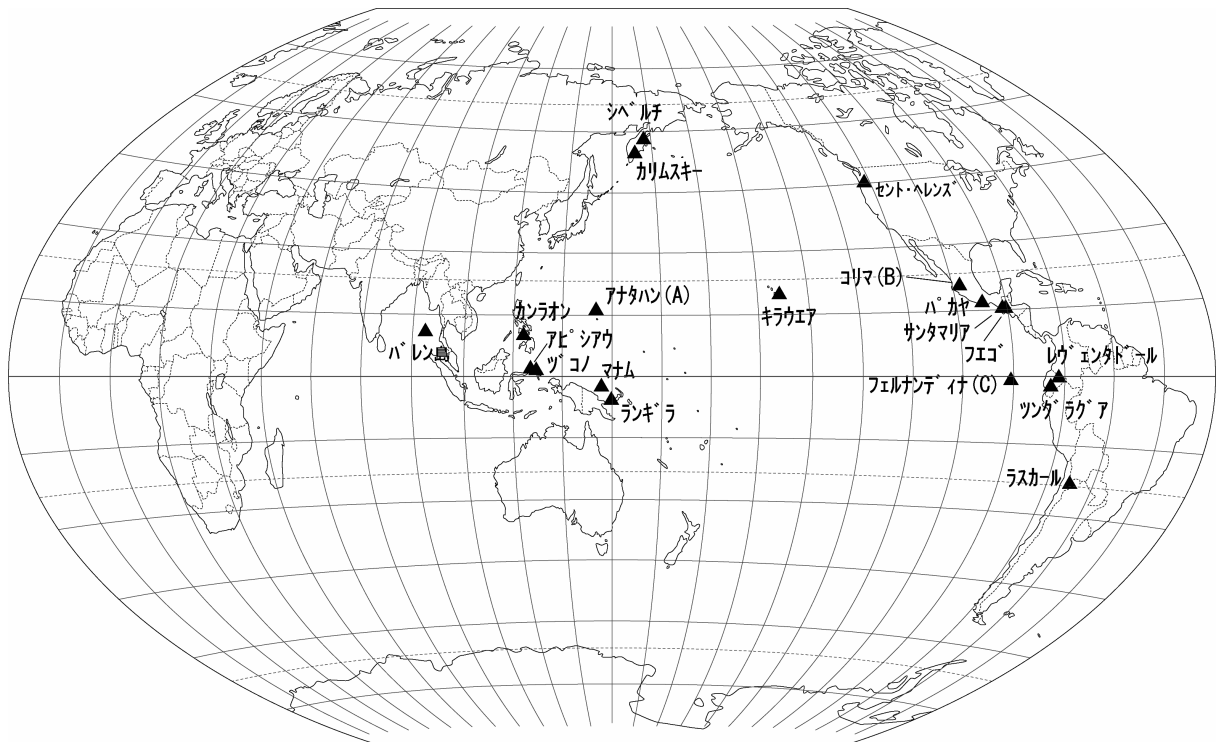 ｼﾍﾞﾙﾁ
ｶﾘﾑｽｷｰ
ｾﾝﾄ･ﾍﾚﾝｽﾞ
ｺﾘﾏ(B)
ｱﾅﾀﾊﾝ(A)
ｷﾗｳｴｱ
ﾊﾟｶﾔ
ｶﾝﾗｵﾝ
ｻﾝﾀﾏﾘｱ
ｱﾋﾟｼｱｳ
ﾌｴｺﾞ
ﾊﾞﾚﾝ島
ﾂﾞｺﾉ
ﾚｳﾞｪﾝﾀﾄﾞｰﾙ
ﾏﾅﾑ
ﾌｪﾙﾅﾝﾃﾞｨﾅ(C)
ﾗﾝｷﾞﾗ
ﾂﾝｸﾞﾗｸﾞｱ
ﾗｽｶｰﾙ